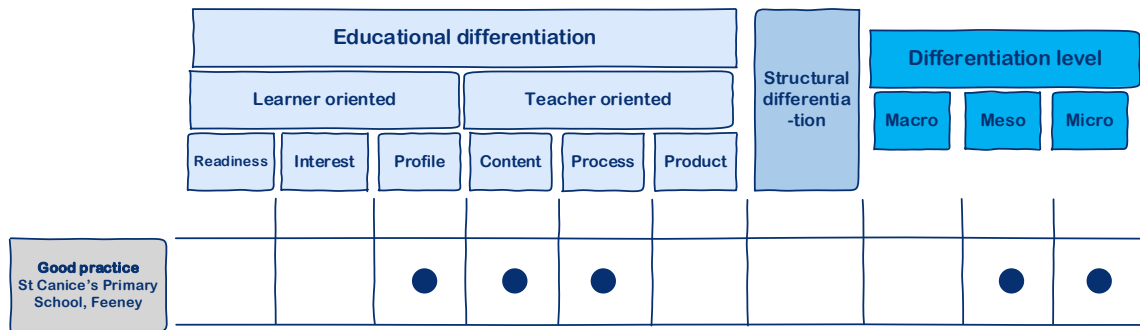 Educational differentiation
Structural
differentia
-tion
Differentiation level
Learner oriented
Teacher oriented
Macro
Meso
Micro
Readiness
Interest
Profile
Content
Process
Product
Good practice
St Canice's Primary
School, Feeney